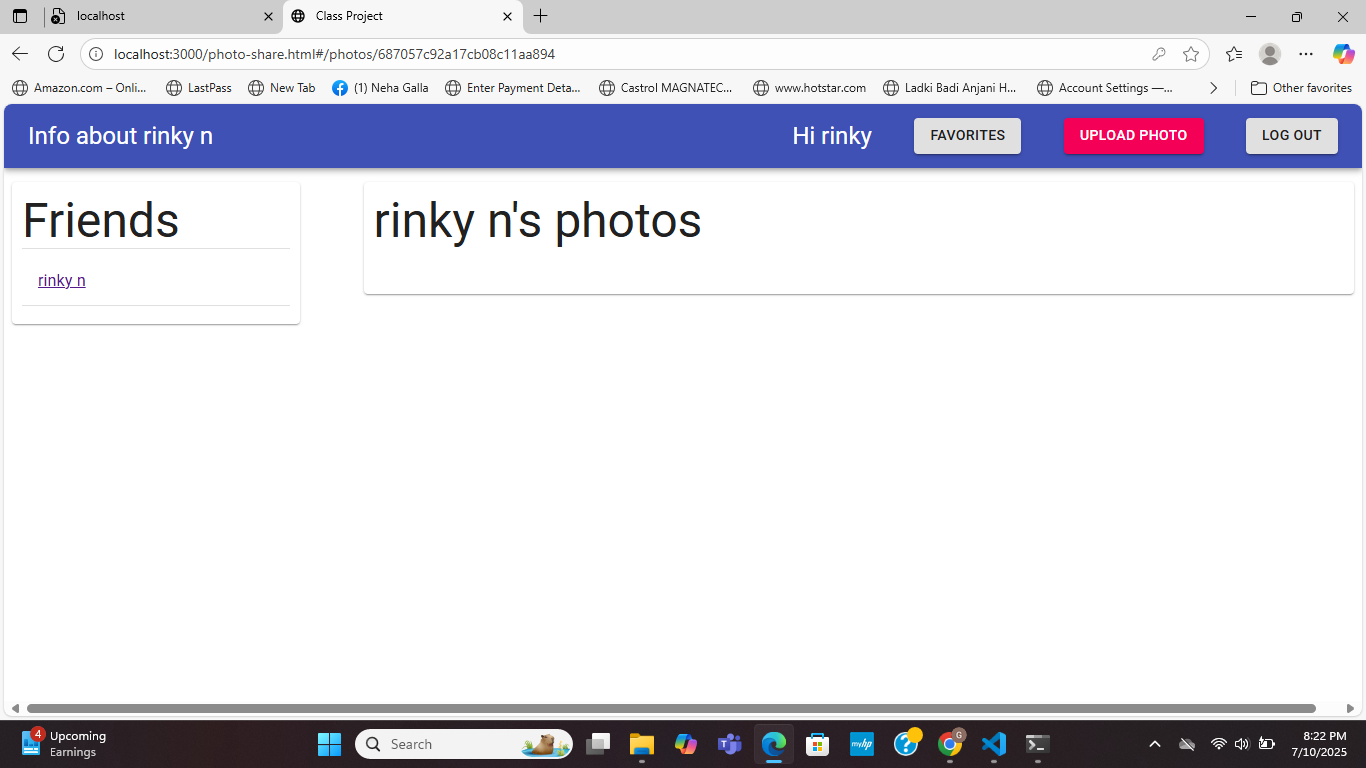 localhost
Class Project
localhost:3000/photo-share.html#/photos/687057c92a17cb08c11aa894
Amazon.com – Onli...
LastPass
New Tab
(1) Neha Galla
Enter Payment Deta...
Castrol MAGNATEC...
www.hotstar.com
Ladki Badi Anjani H...
Account Settings —...
Other favorites
Info about rinky n
Hi rinky
FAVORITES
UPLOAD PHOTO
LOG OUT
Friends
rinky n
rinky n's photos
4
Upcoming
Earnings
Search
myhp
G
8:22 PM
7/10/2025